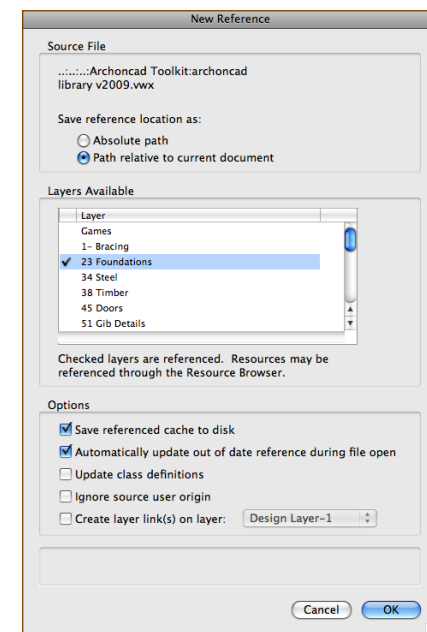 New Reference
Source File
..:..:..:Archoncad Toolkit:archoncad
library v2009.vwx
Save reference location as:
Absolute path
Path relative to current document
Layers Available
Layer
Games
1- Bracing
23 Foundations
34 Steel
38 Timber
45 Doors
51 Gib Details
Checked layers are referenced. Resources may be
referenced through the Resource Browser.
Options
Save referenced cache to disk
Automatically update out of date reference during file open
Update class definitions
Ignore source user origin
Create layer link(s) on layer: Design Layer-1
Cancel OK